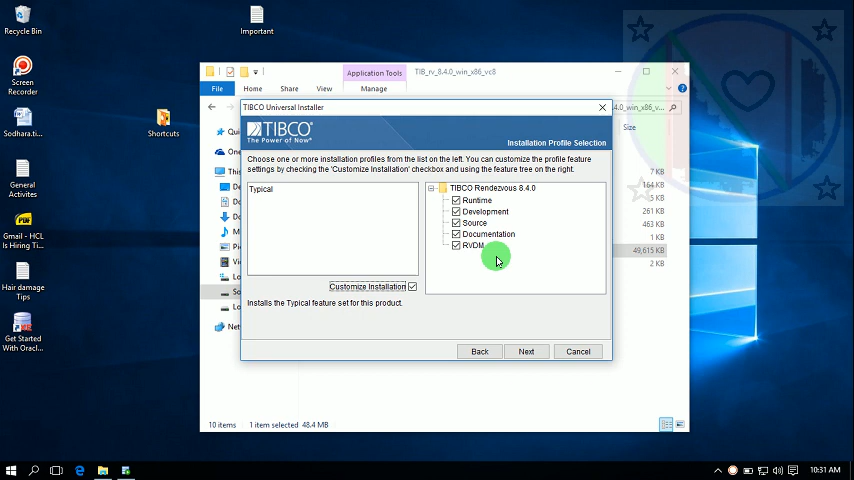 Recycle Bin
Important
Screen
Recorder
Shortcuts
Sodhara.ti...
General
Activites
Gmail - HCL
Is Hiring Ti...
Hair damage
Tips
Get Started
With Oracl...
Application Tools
TIB_rv_8.4.0_win_x86_vc8
File
Home
Share
View
Manage
4.0_win_x86_v...
Size
7 KB
164 KB
5 KB
261 KB
463 KB
1 KB
49,615 KB
2 KB
10 items
1 item selected 48.4 MB
TIBCO Universal Installer
TIBCO®
The Power of Now®
Installation Profile Selection
Choose one or more installation profiles from the list on the left. You can customize the profile feature
settings by checking the 'Customize Installation' checkbox and using the feature tree on the right.
Typical
TIBCO Rendezvous 8.4.0
Runtime
Development
Source
Documentation
RVDM
Customize Installation
Installs the Typical feature set for this product.
Back
Next
Cancel
10:31 AM